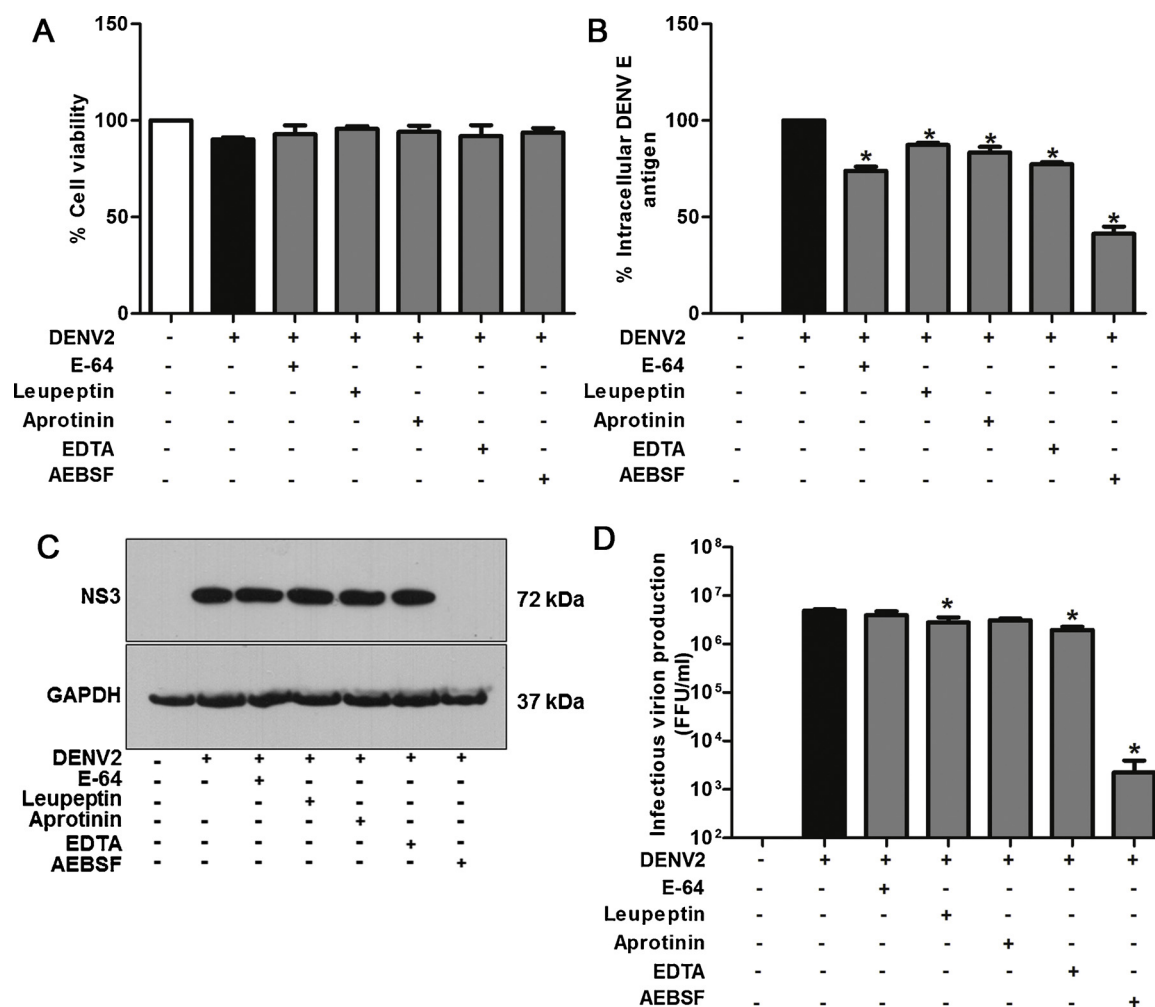 A
150
100
50
0
% Cell viability
DENV2 - + + + + + +
E-64 - - + - - - -
Leupeptin - - - + - - -
Aprotinin - - - - + - -
EDTA - - - - - + -
AEBSF - - - - - - +
B
150
100
50
0
% Intracellular DENV E
antigen
* * * * *
DENV2 - + + + + + +
E-64 - - + - - - -
Leupeptin - - - + - - -
Aprotinin - - - - + - -
EDTA - - - - - + -
AEBSF - - - - - - +
C
NS3 72 kDa
GAPDH 37 kDa
DENV2 - + + + + + +
E-64 - - + - - - -
Leupeptin - - - + - - -
Aprotinin - - - - + - -
EDTA - - - - - + -
AEBSF - - - - - - +
D
10⁸
10⁷
10⁶
10⁵
10⁴
10³
10²
Infectious virion production
(FFU/ml)
* * *
DENV2 - + + + + + +
E-64 - - + - - - -
Leupeptin - - - + - - -
Aprotinin - - - - + - -
EDTA - - - - - + -
AEBSF - - - - - - +